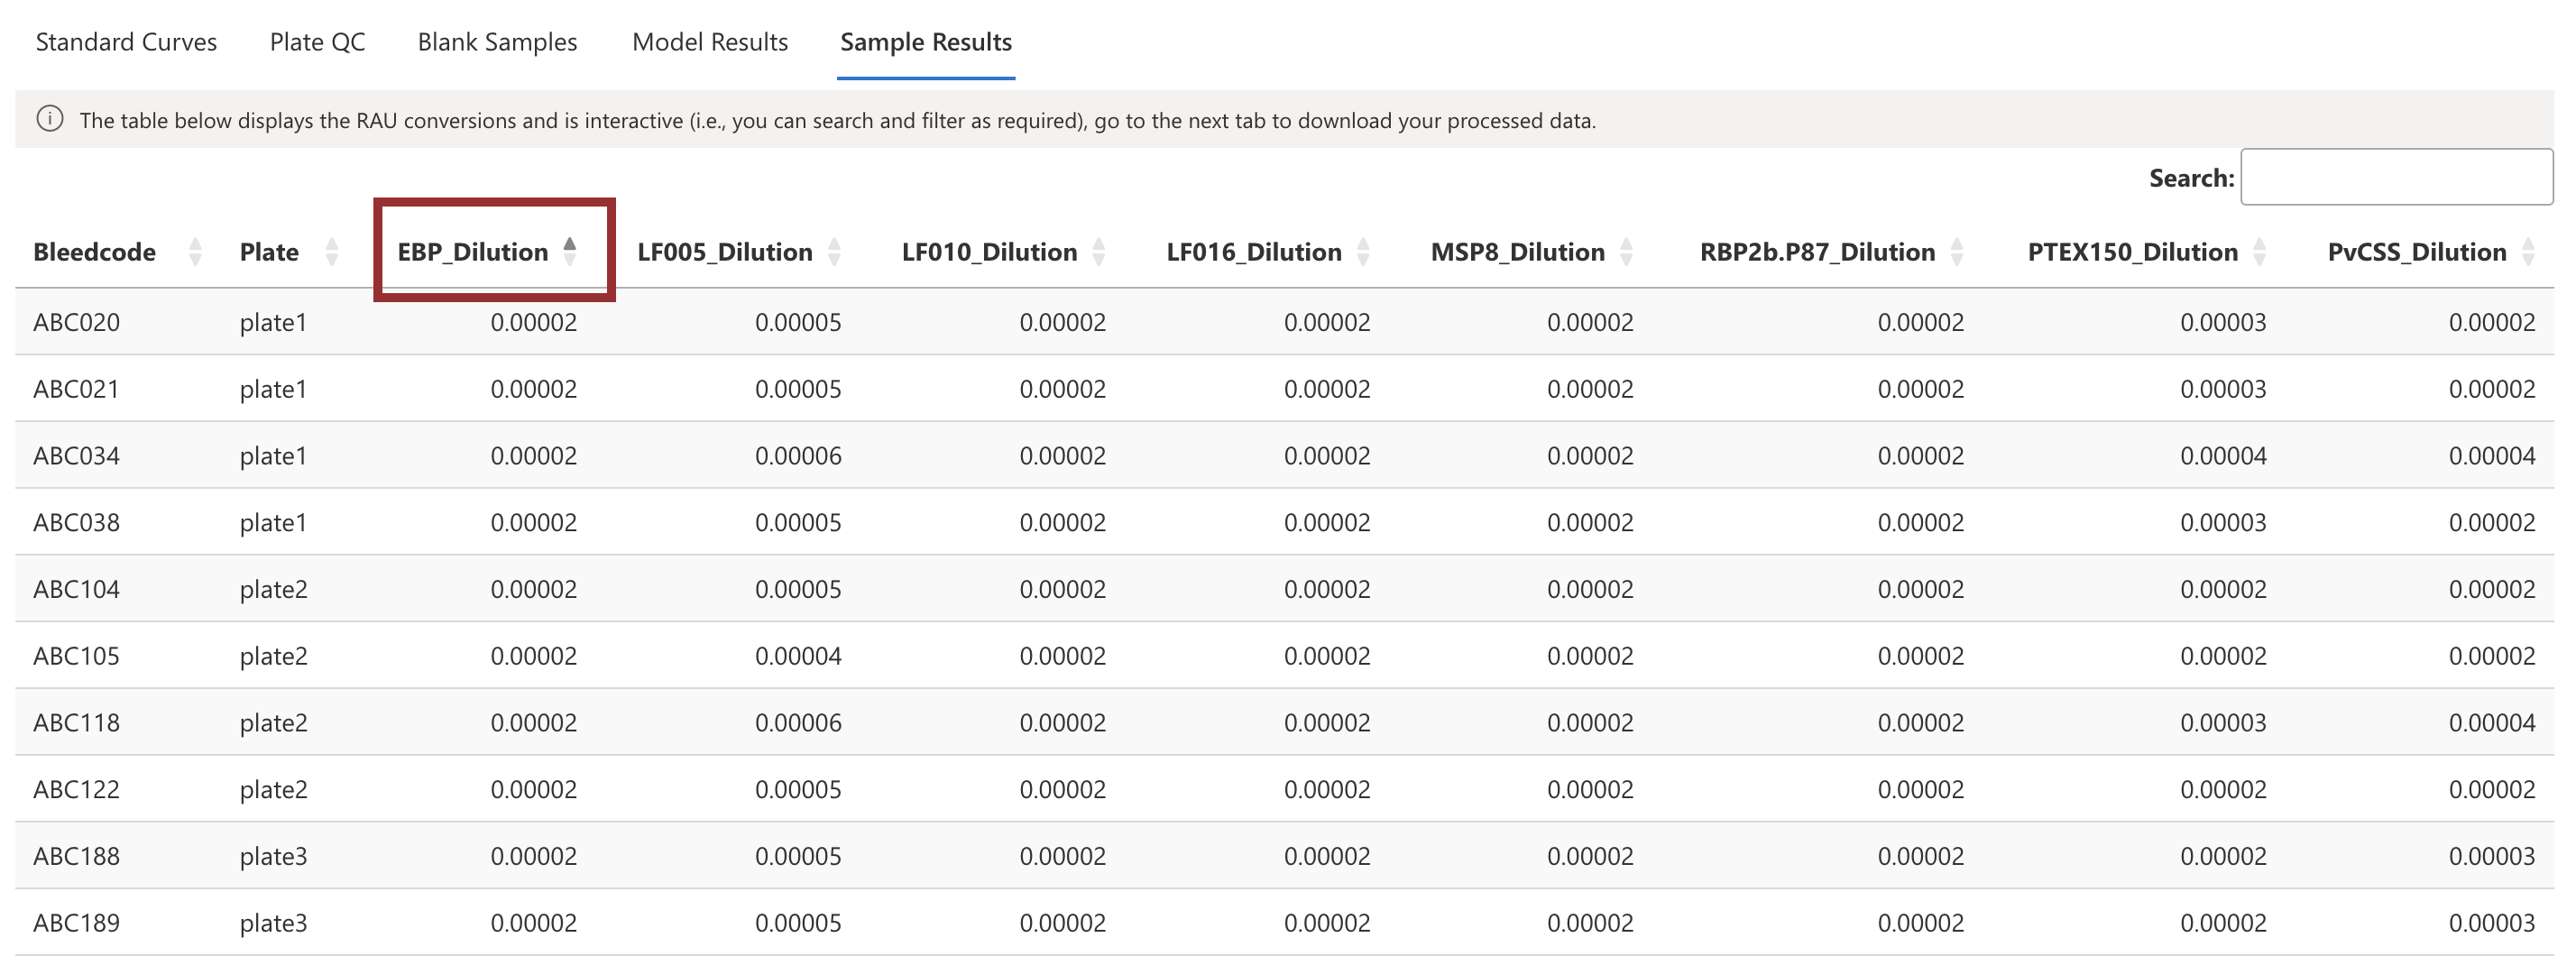 Standard Curves Plate QC Blank Samples Model Results Sample Results
The table below displays the RAU conversions and is interactive (i.e., you can search and filter as required), go to the next tab to download your processed data.
Search:
Bleedcode Plate EBP_Dilution LF005_Dilution LF010_Dilution LF016_Dilution MSP8_Dilution RBP2b.P87_Dilution PTEX150_Dilution PvCSS_Dilution
ABC020 plate1 0.00002 0.00005 0.00002 0.00002 0.00002 0.00002 0.00003 0.00002
ABC021 plate1 0.00002 0.00005 0.00002 0.00002 0.00002 0.00002 0.00003 0.00002
ABC034 plate1 0.00002 0.00006 0.00002 0.00002 0.00002 0.00002 0.00004 0.00004
ABC038 plate1 0.00002 0.00005 0.00002 0.00002 0.00002 0.00002 0.00003 0.00002
ABC104 plate2 0.00002 0.00005 0.00002 0.00002 0.00002 0.00002 0.00002 0.00002
ABC105 plate2 0.00002 0.00004 0.00002 0.00002 0.00002 0.00002 0.00002 0.00002
ABC118 plate2 0.00002 0.00006 0.00002 0.00002 0.00002 0.00002 0.00003 0.00004
ABC122 plate2 0.00002 0.00005 0.00002 0.00002 0.00002 0.00002 0.00002 0.00002
ABC188 plate3 0.00002 0.00005 0.00002 0.00002 0.00002 0.00002 0.00002 0.00003
ABC189 plate3 0.00002 0.00005 0.00002 0.00002 0.00002 0.00002 0.00002 0.00003